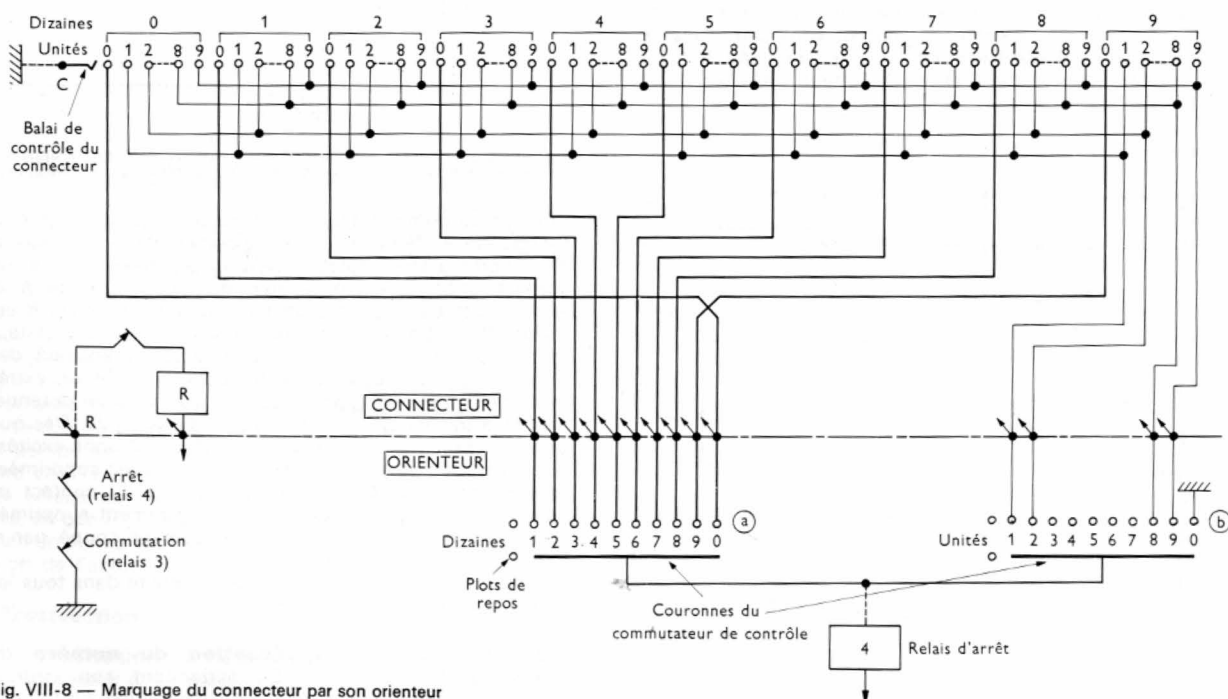 Dizaines 0 1 2 3 4 5 6 7 8 9
Unités 0 1 2 8 9 0 1 2 8 9 0 1 2 8 9 0 1 2 8 9 0 1 2 8 9 0 1 2 8 9 0 1 2 8 9 0 1 2 8 9 0 1 2 8 9 0 1 2 8 9
C
Balai de
contrôle du
connecteur
R
CONNECTEUR
R
ORIENTEUR
Arrêt
(relais 4)
Commutation
(relais 3)
a
b
Dizaines 1 2 3 4 5 6 7 8 9 0
Unités 1 2 3 4 5 6 7 8 9 0
Plots de
repos
Couronnes du
commutateur de contrôle
4 Relais d'arrêt
ig. VIII-8 — Marquage du connecteur par son orienteur